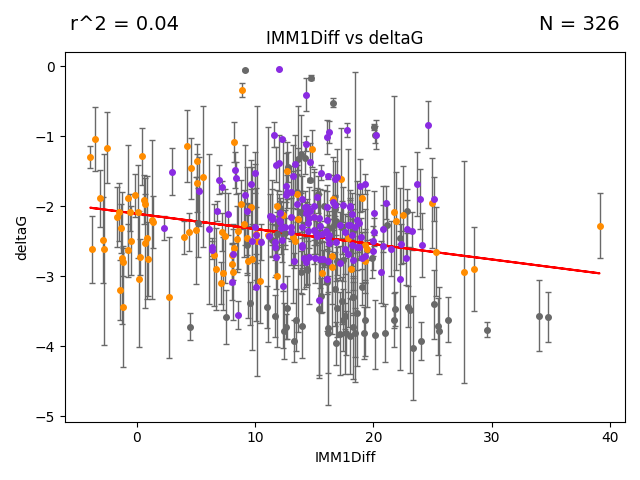 r^2 = 0.04
N = 326
IMM1Diff vs deltaG
deltaG
0
−1
−2
−3
−4
−5
0 10 20 30 40
IMM1Diff